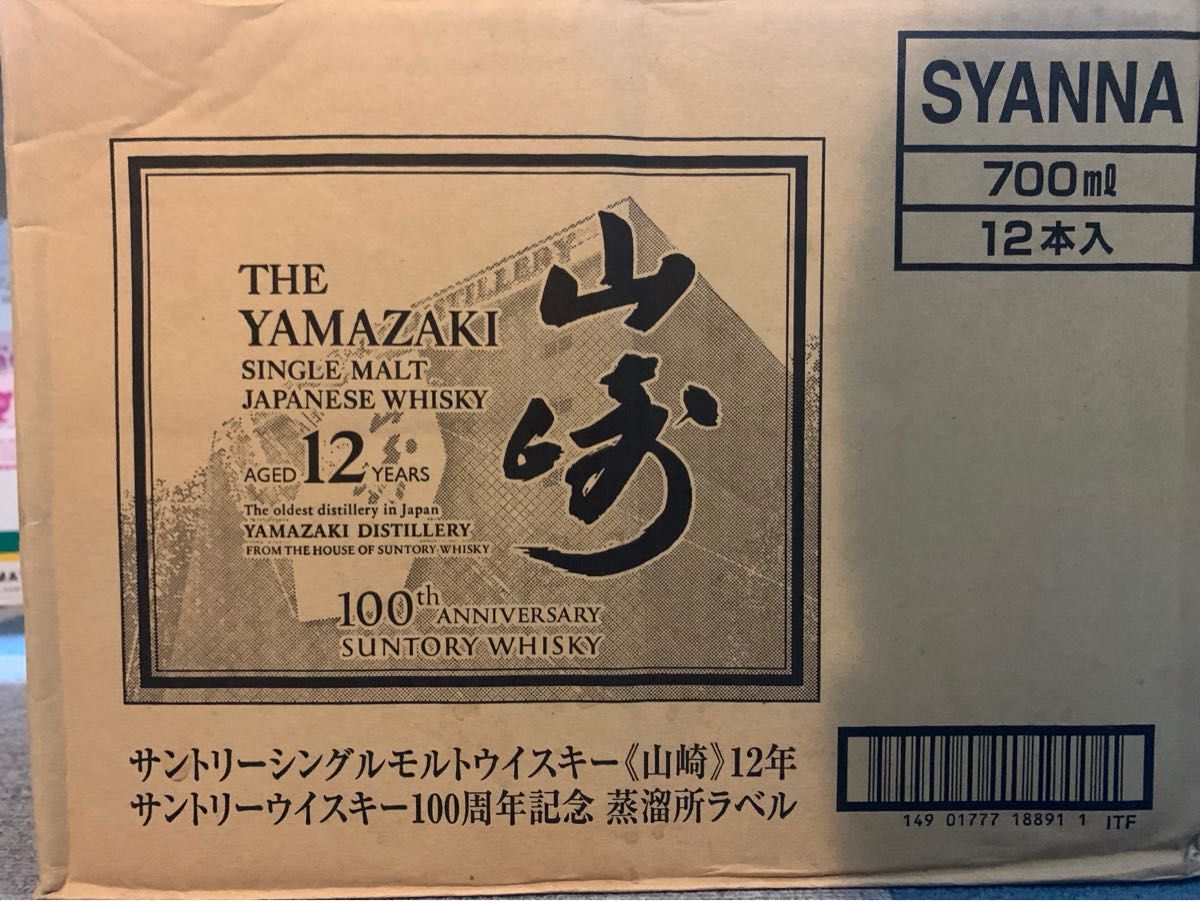 SYANNA
700ml
12本入
DISTILLERY
山崎
THE
YAMAZAKI
SINGLE MALT
JAPANESE WHISKY
AGED 12 YEARS
The oldest distillery in Japan
YAMAZAKI DISTILLERY
FROM THE HOUSE OF SUNTORY WHISKY
100th ANNIVERSARY
SUNTORY WHISKY
サントリーシングルモルトウイスキー《山崎》12年
サントリーウイスキー100周年記念 蒸溜所ラベル
149 01777 18891 1 ITF